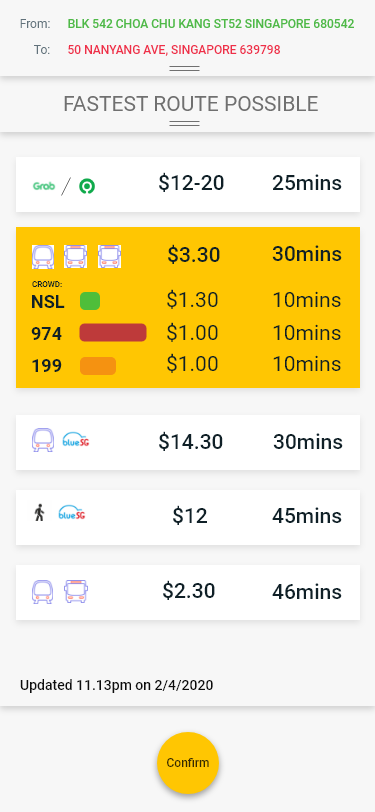 From: BLK 542 CHOA CHU KANG ST52 SINGAPORE 680542
To: 50 NANYANG AVE, SINGAPORE 639798
FASTEST ROUTE POSSIBLE
Grab / $12-20 25mins
$3.30 30mins
CROWD:
NSL $1.30 10mins
974 $1.00 10mins
199 $1.00 10mins
blueSG $14.30 30mins
blueSG $12 45mins
$2.30 46mins
Updated 11.13pm on 2/4/2020
Confirm